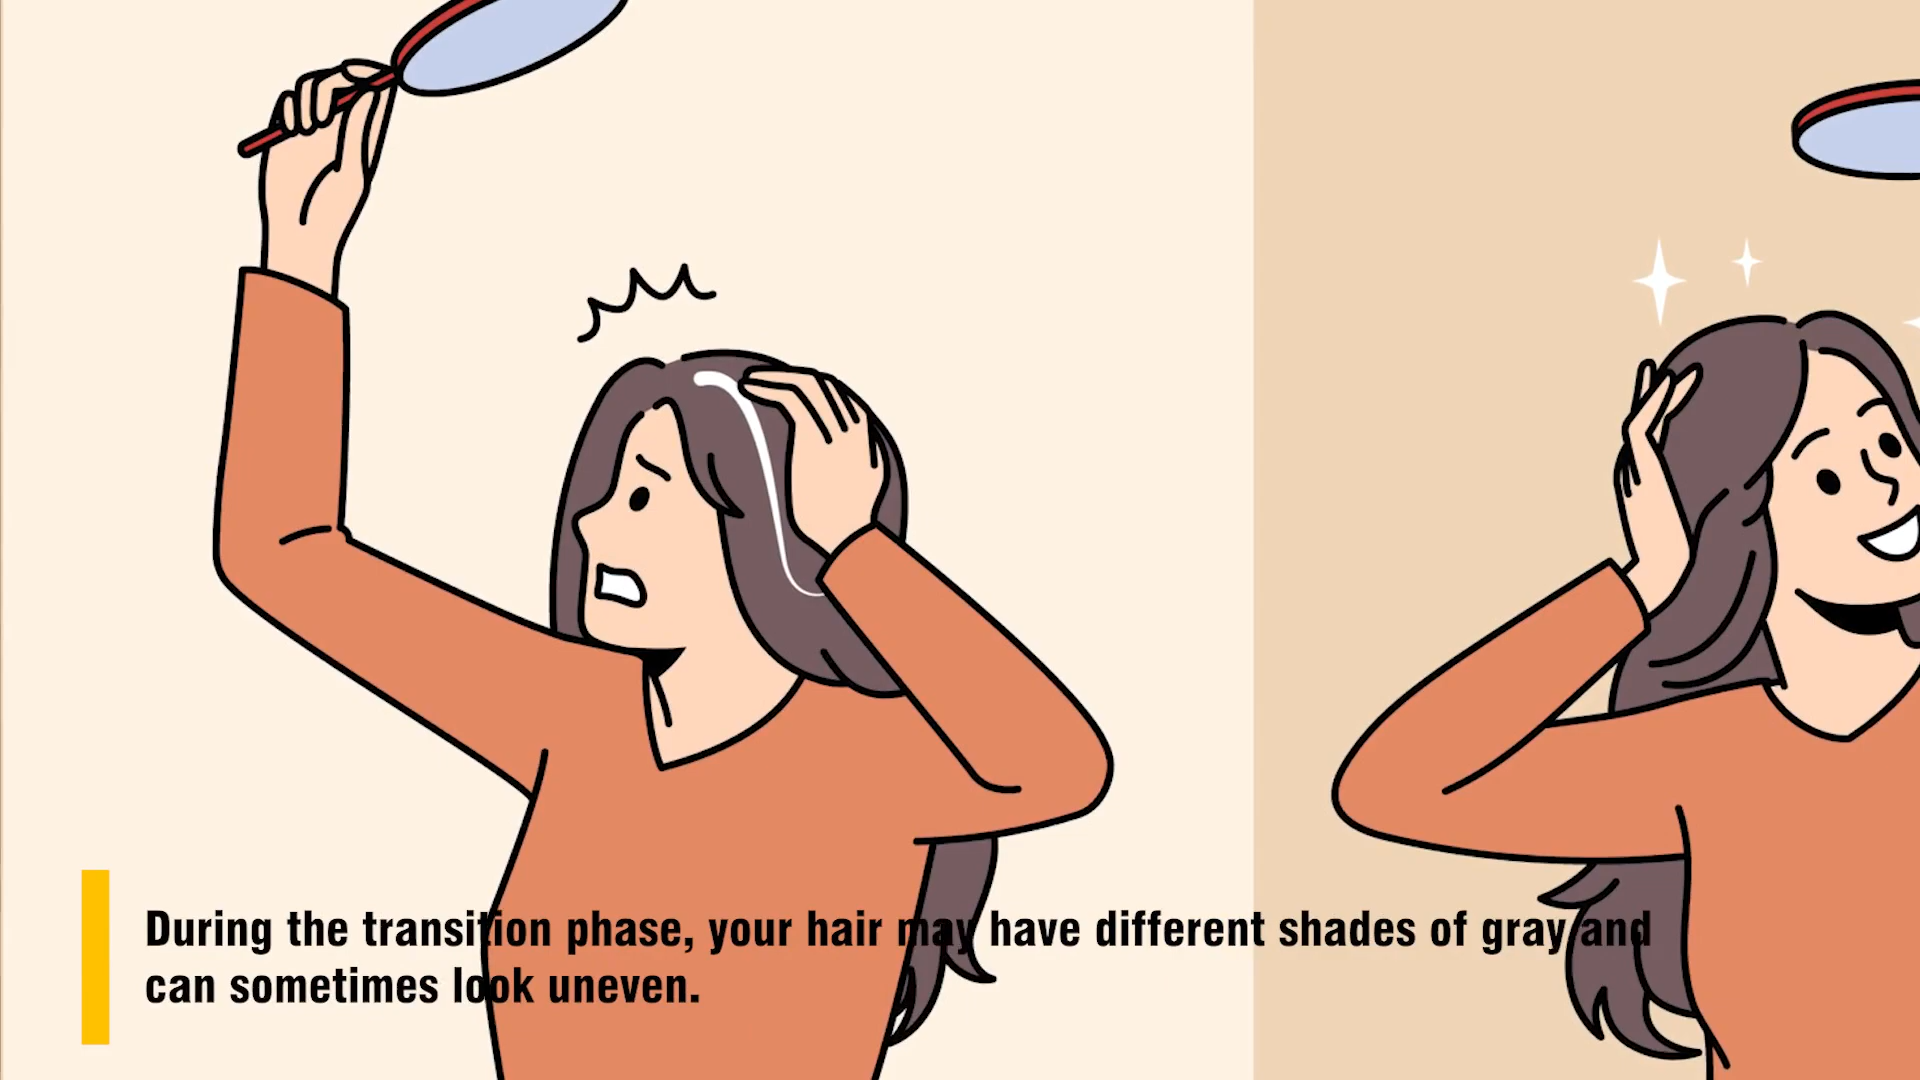 During the transition phase, your hair may have different shades of gray and
can sometimes look uneven.